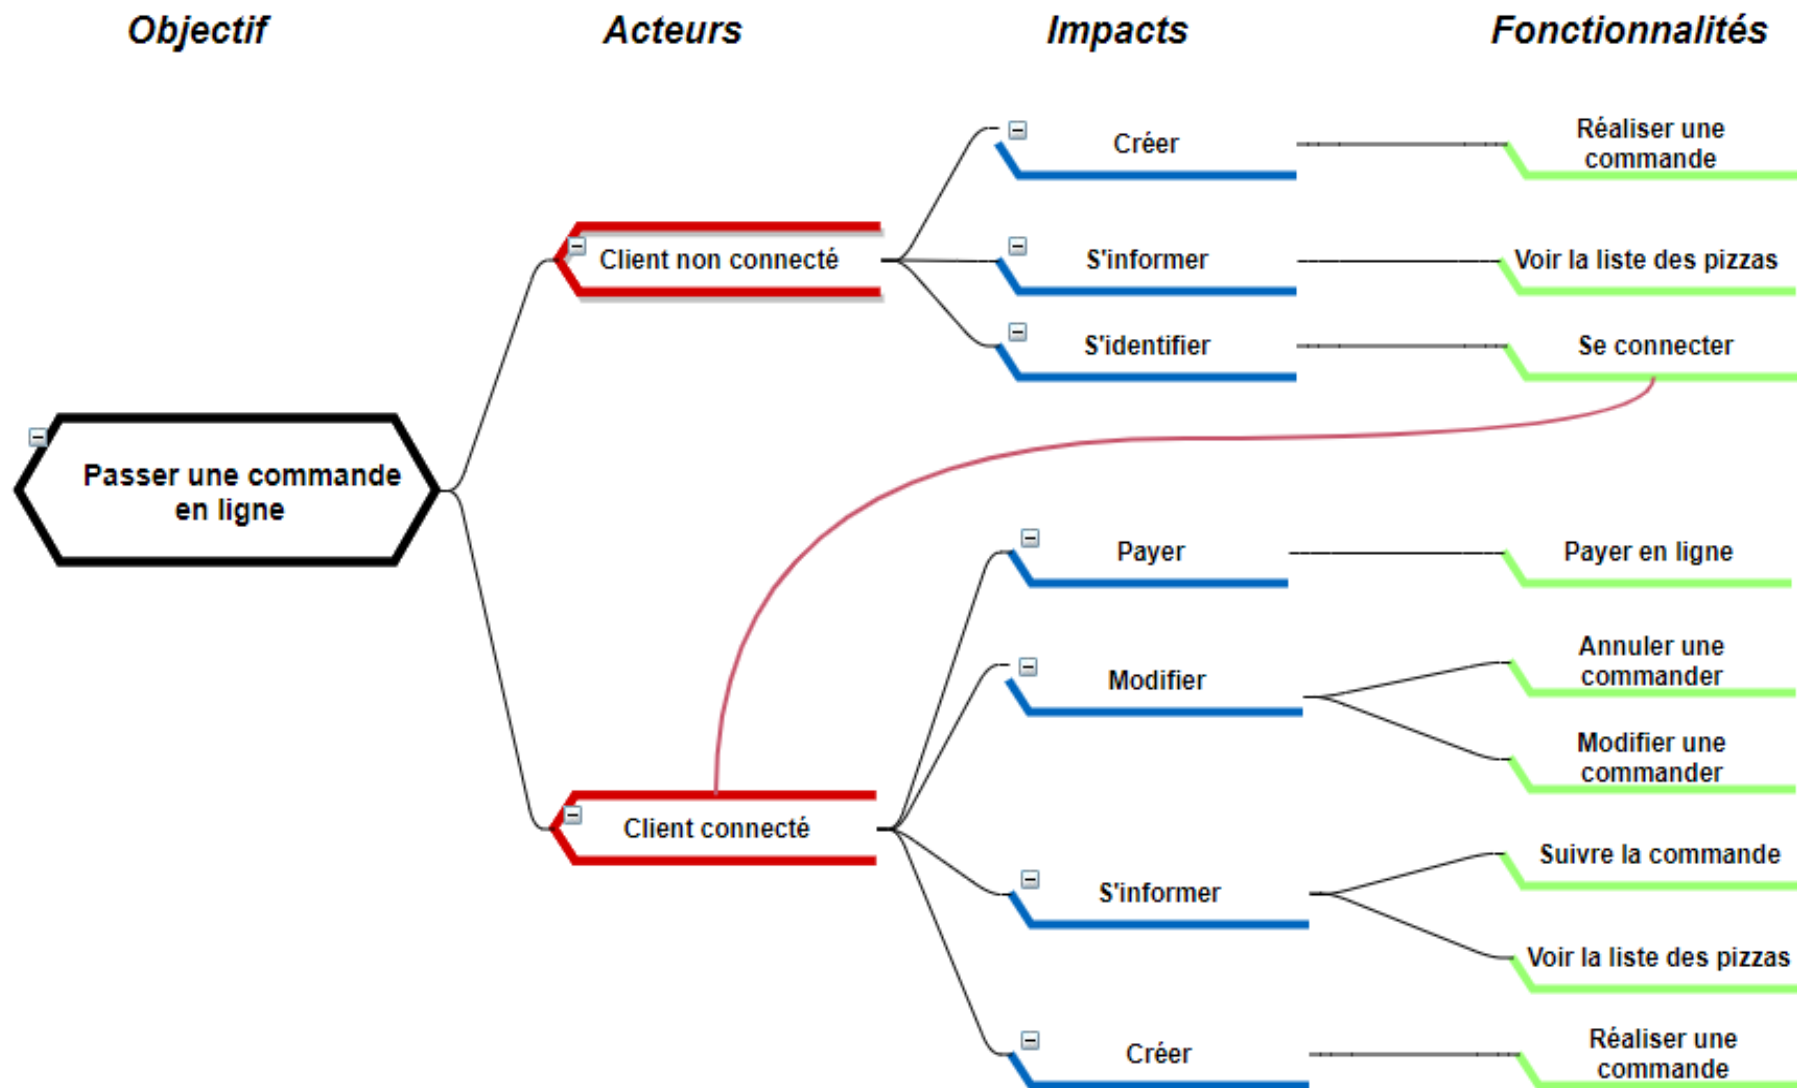 Objectif
Acteurs
Impacts
Fonctionnalités
Créer
Réaliser une
commande
Client non connecté
S'informer
Voir la liste des pizzas
S'identifier
Se connecter
Passer une commande
en ligne
Payer
Payer en ligne
Modifier
Annuler une
commander
Modifier une
commander
Client connecté
S'informer
Suivre la commande
Voir la liste des pizzas
Créer
Réaliser une
commande